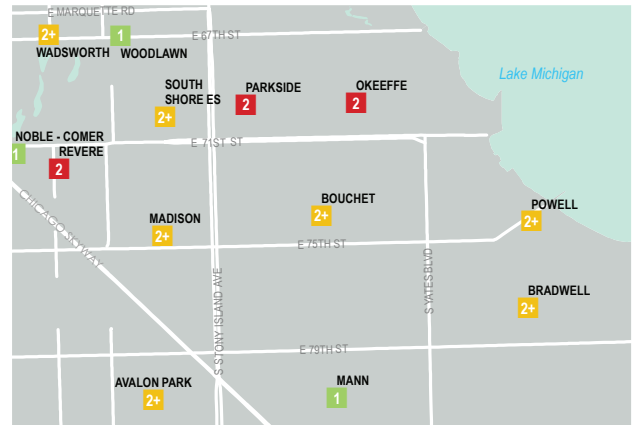 E MARQUETTE RD
2+
1
E 67TH ST
WADSWORTH
WOODLAWN
Lake Michigan
SOUTH
SHORE ES
2+
PARKSIDE
2
OKEEFFE
2
NOBLE - COMER
1
REVERE
2
E 71ST ST
CHICAGO SKYWAY
MADISON
2+
BOUCHET
2+
POWELL
2+
E 75TH ST
S STONY ISLAND AVE
S YATES BLVD
BRADWELL
2+
E 79TH ST
AVALON PARK
2+
MANN
1